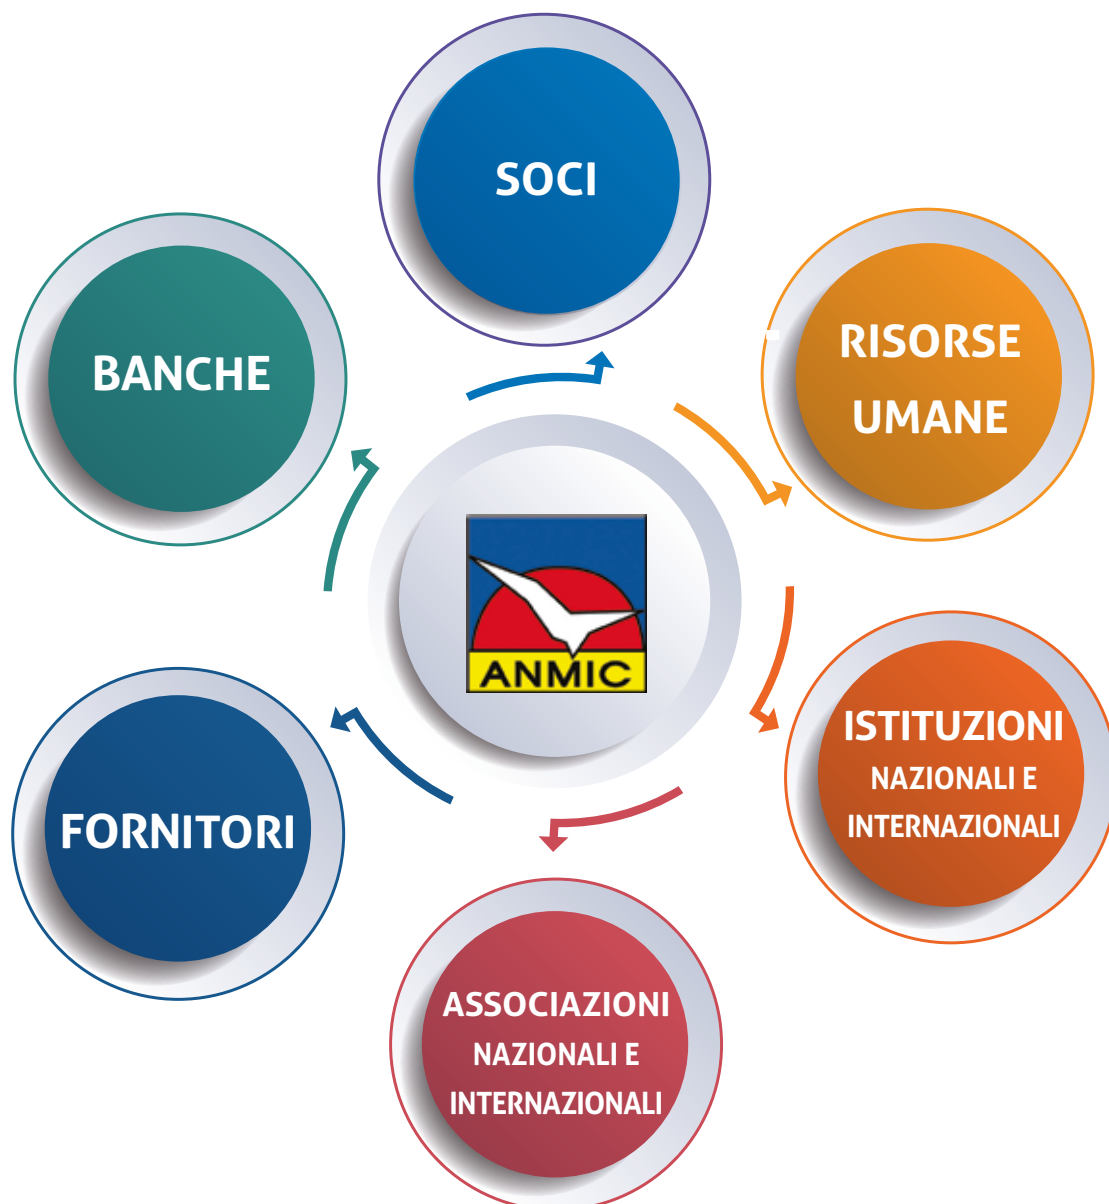 SOCI
RISORSE
UMANE
ISTITUZIONI
NAZIONALI E
INTERNAZIONALI
ASSOCIAZIONI
NAZIONALI E
INTERNAZIONALI
FORNITORI
BANCHE
ANMIC